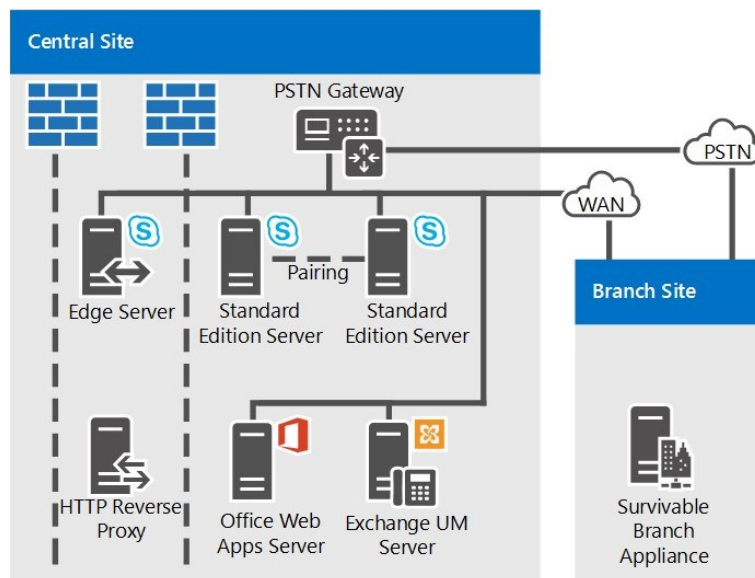 Central Site
PSTN Gateway
PSTN
WAN
Edge Server
Standard
Edition Server
Pairing
Standard
Edition Server
Branch Site
HTTP Reverse
Proxy
Office Web
Apps Server
Exchange UM
Server
Survivable
Branch
Appliance